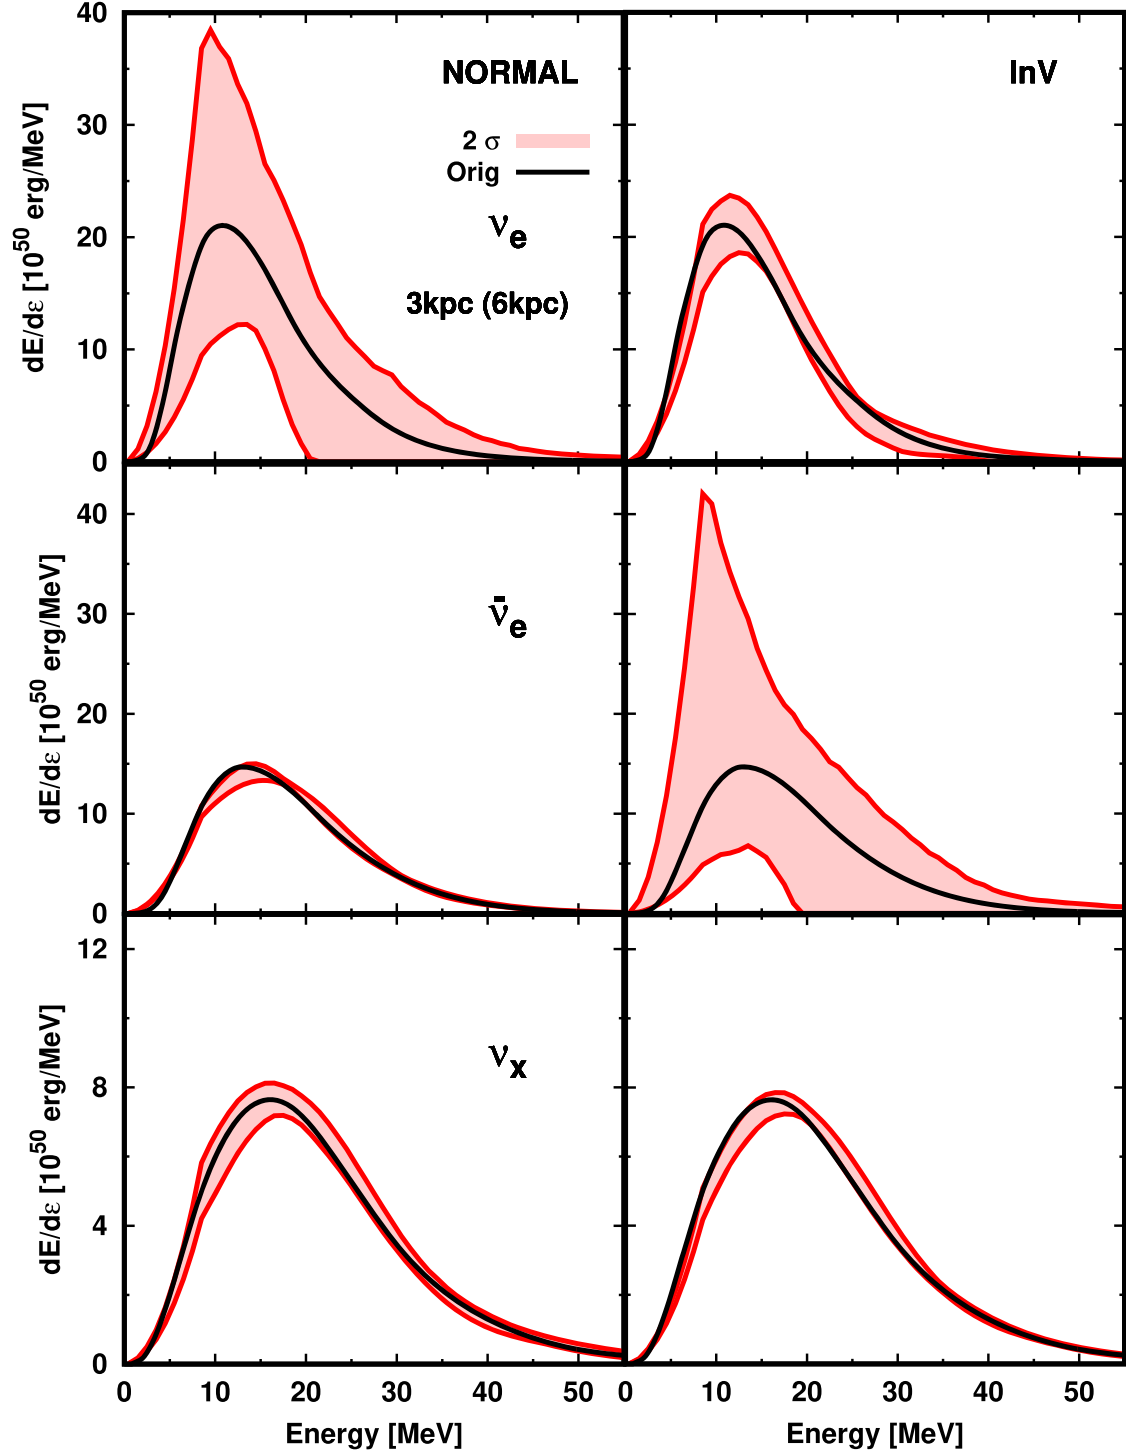 NORMAL
InV
2 σ
Orig
νe
3kpc (6kpc)
dE/dε [10^50 erg/MeV]
40
30
20
10
0
ν̄e
dE/dε [10^50 erg/MeV]
40
30
20
10
0
νx
dE/dε [10^50 erg/MeV]
12
8
4
0
0 10 20 30 40 50
0 10 20 30 40 50
Energy [MeV]
Energy [MeV]